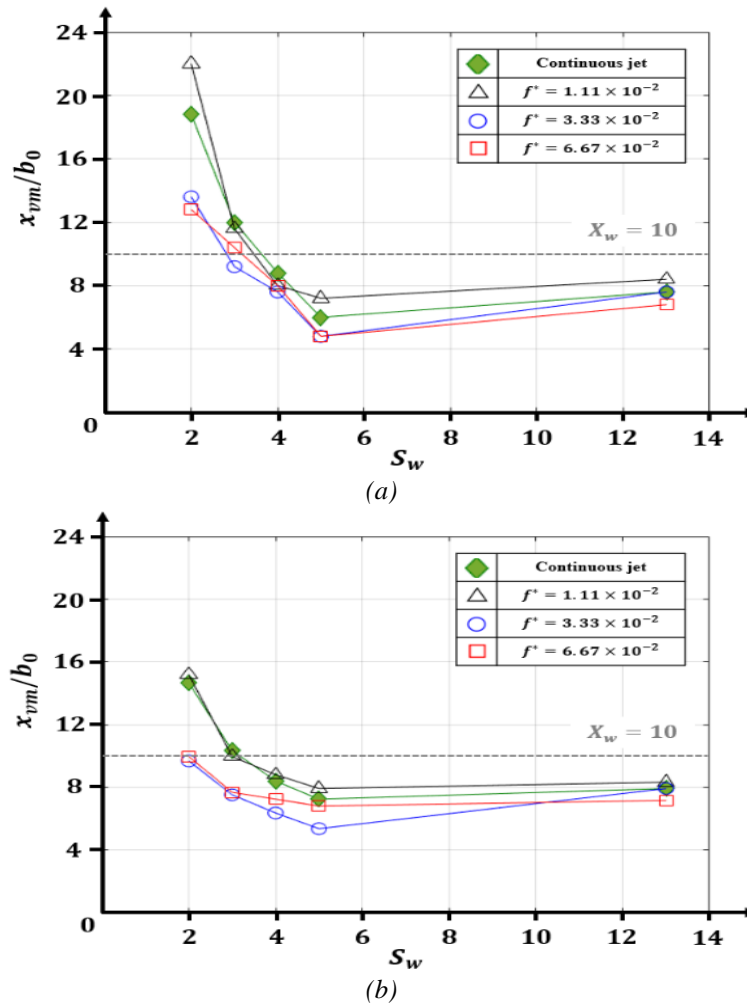 24
20
16
12
8
4
0
x_{vm}/b_0
Continuous jet
f* = 1.11 × 10⁻²
f* = 3.33 × 10⁻²
f* = 6.67 × 10⁻²
X_w = 10
2 4 6 8 10 12 14
S_w
(a)
24
20
16
12
8
4
0
x_{vm}/b_0
Continuous jet
f* = 1.11 × 10⁻²
f* = 3.33 × 10⁻²
f* = 6.67 × 10⁻²
X_w = 10
2 4 6 8 10 12 14
S_w
(b)